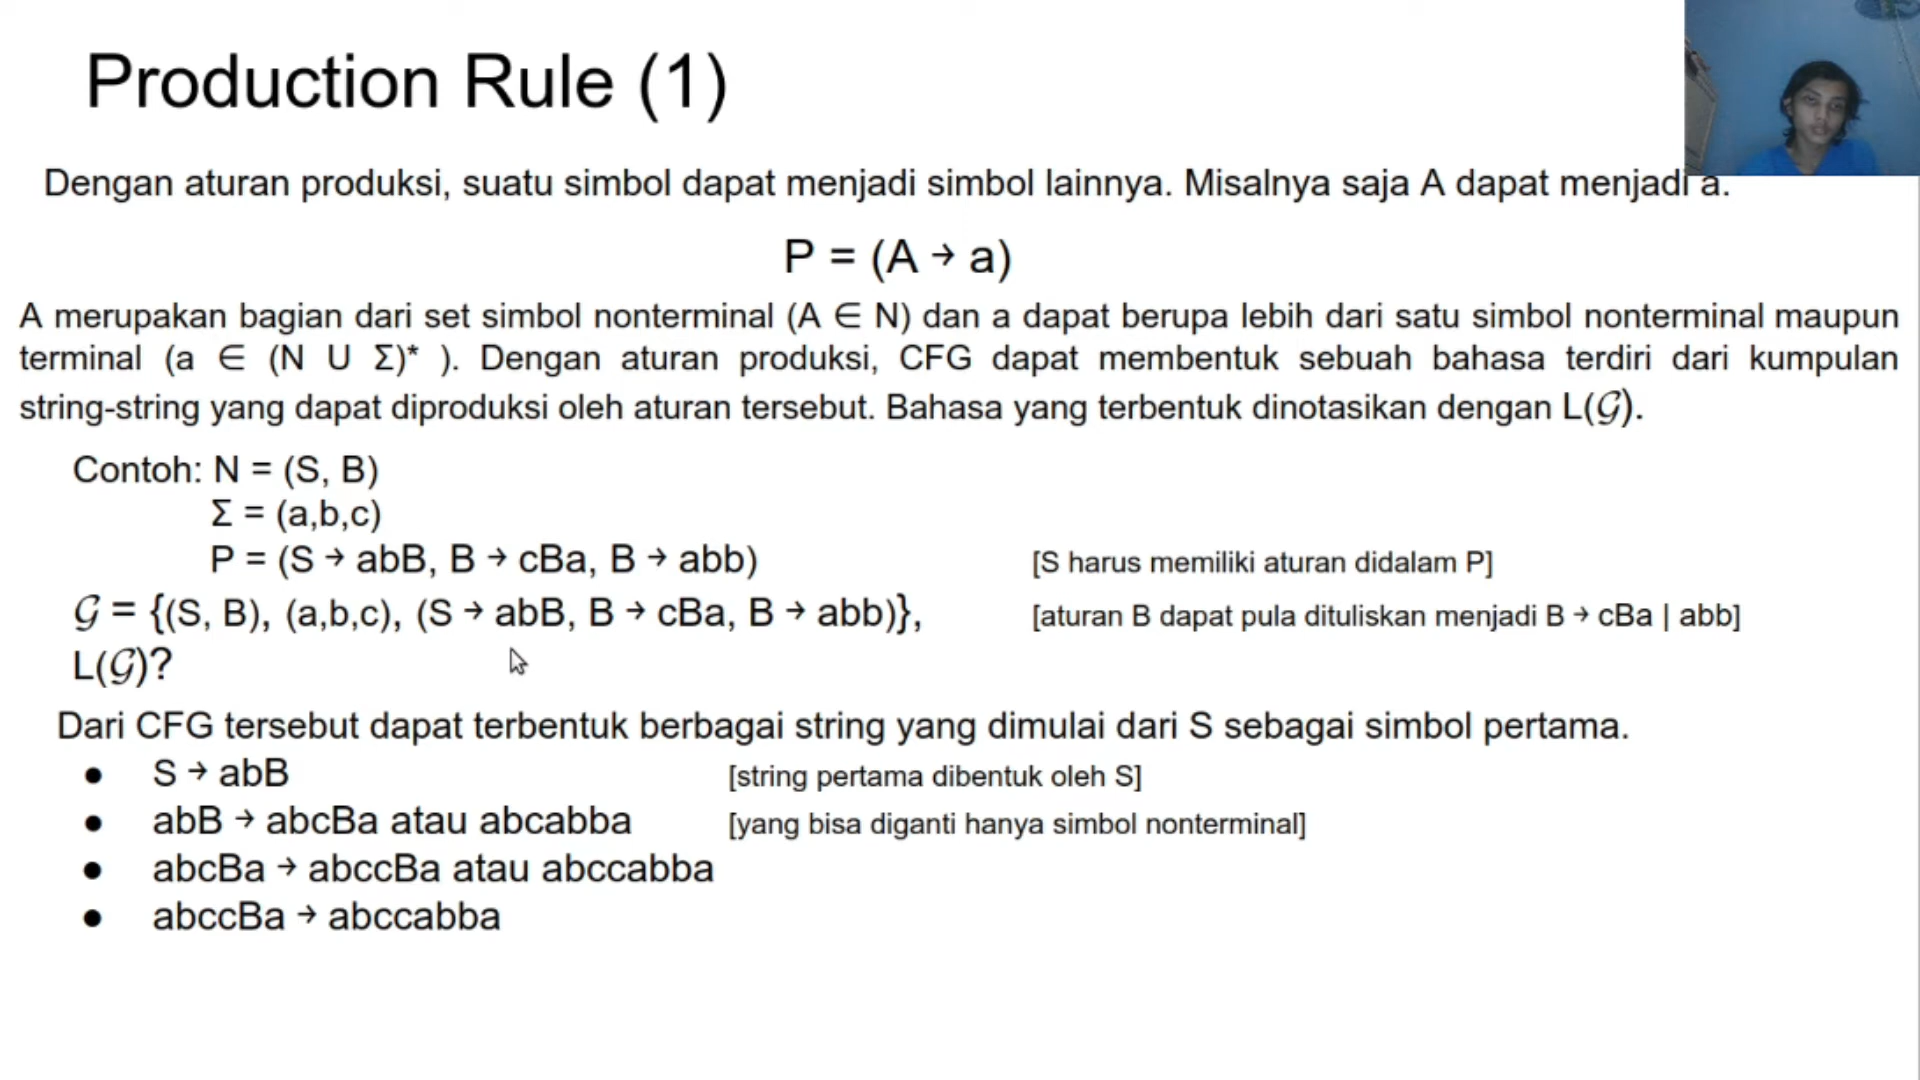 Production Rule (1)
Dengan aturan produksi, suatu simbol dapat menjadi simbol lainnya. Misalnya saja A dapat menjadi a.
P = (A → a)
A merupakan bagian dari set simbol nonterminal (A ∈ N) dan a dapat berupa lebih dari satu simbol nonterminal maupun
terminal (a ∈ (N U Σ)* ). Dengan aturan produksi, CFG dapat membentuk sebuah bahasa terdiri dari kumpulan
string-string yang dapat diproduksi oleh aturan tersebut. Bahasa yang terbentuk dinotasikan dengan L(𝒢).
Contoh: N = (S, B)
Σ = (a,b,c)
P = (S → abB, B → cBa, B → abb) [S harus memiliki aturan didalam P]
𝒢 = {(S, B), (a,b,c), (S → abB, B → cBa, B → abb)}, [aturan B dapat pula dituliskan menjadi B → cBa | abb]
L(𝒢)?
Dari CFG tersebut dapat terbentuk berbagai string yang dimulai dari S sebagai simbol pertama.
● S → abB [string pertama dibentuk oleh S]
● abB → abcBa atau abcabba [yang bisa diganti hanya simbol nonterminal]
● abcBa → abccBa atau abccabba
● abccBa → abccabba